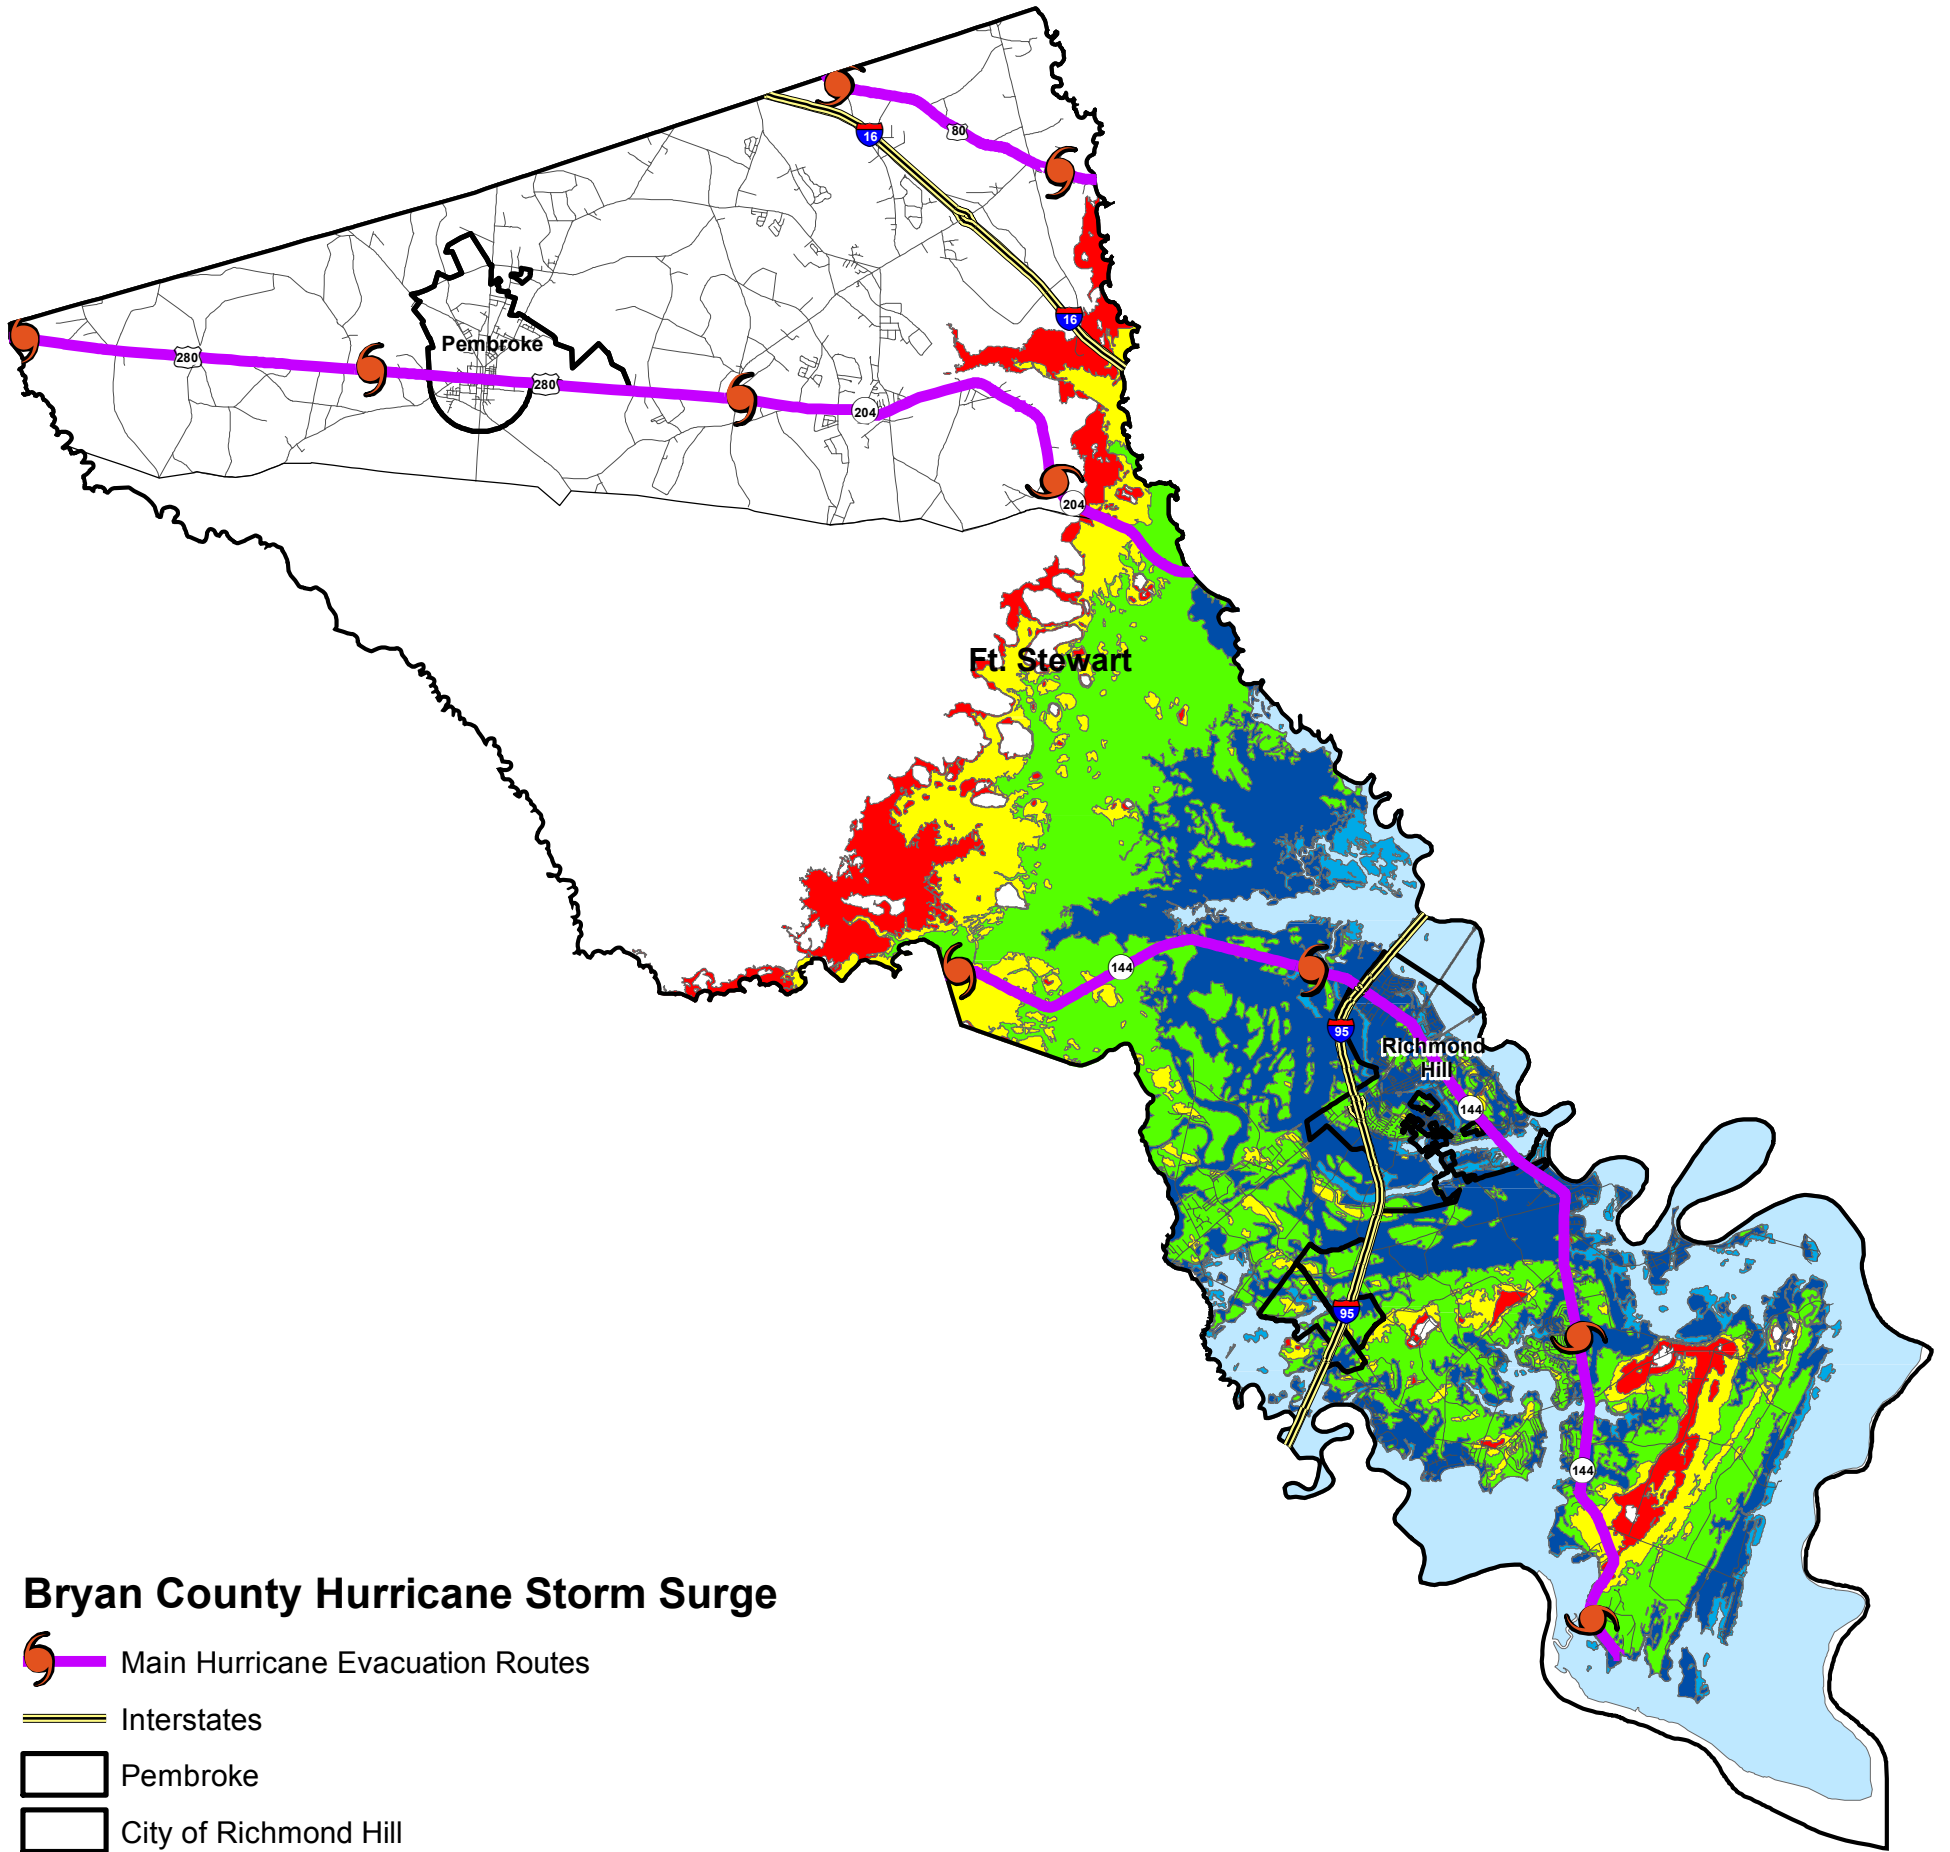 80
16
16
Pembroke
280
280
204
204
Ft. Stewart
144
95
Richmond
Hill
144
95
144
Bryan County Hurricane Storm Surge
Main Hurricane Evacuation Routes
Interstates
Pembroke
City of Richmond Hill